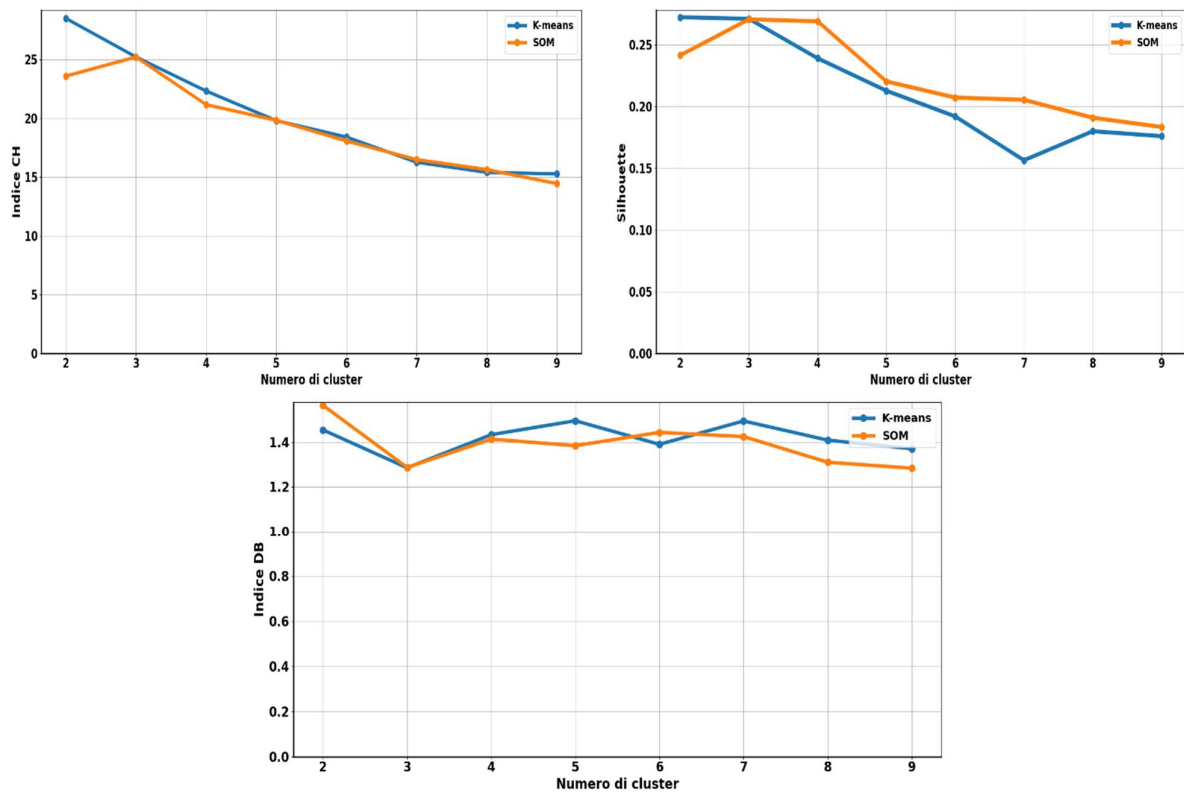 Indice CH
25
20
15
10
5
0
2 3 4 5 6 7 8 9
Numero di cluster
K-means
SOM
Silhouette
0.25
0.20
0.15
0.10
0.05
0.00
2 3 4 5 6 7 8 9
Numero di cluster
K-means
SOM
Indice DB
1.4
1.2
1.0
0.8
0.6
0.4
0.2
0.0
2 3 4 5 6 7 8 9
Numero di cluster
K-means
SOM